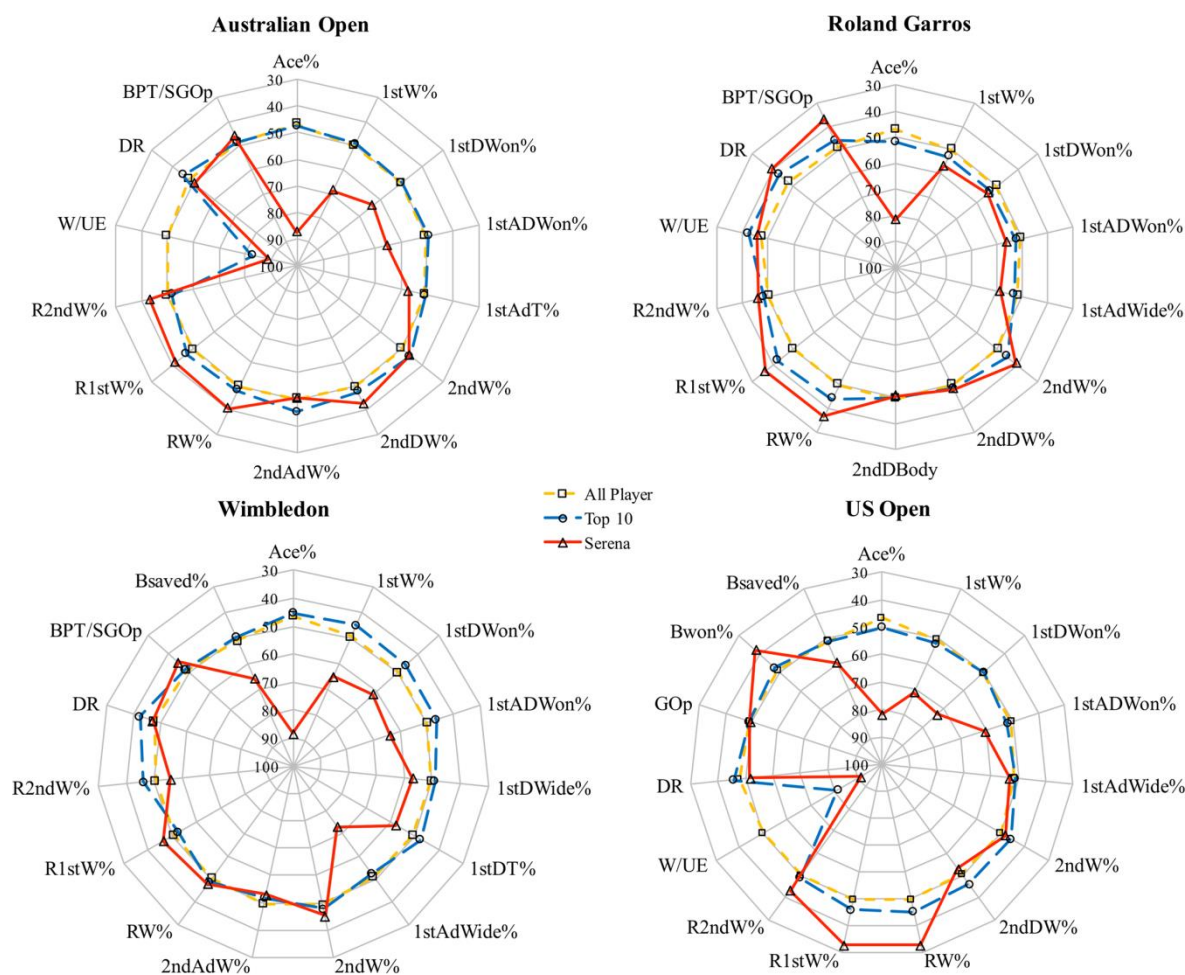 Australian Open
Ace%
1stW%
1stDWon%
1stADWon%
1stAdT%
2ndW%
2ndDW%
2ndAdW%
RW%
R1stW%
R2ndW%
W/UE
DR
BPT/SGOp
30
40
50
60
70
80
90
100
Roland Garros
Ace%
1stW%
1stDWon%
1stADWon%
1stAdWide%
2ndW%
2ndDW%
2ndDBody
RW%
R1stW%
R2ndW%
W/UE
DR
BPT/SGOp
30
40
50
60
70
80
90
100
All Player
Top 10
Serena
Wimbledon
Ace%
1stW%
1stDWon%
1stADWon%
1stDWide%
1stDT%
1stAdWide%
2ndW%
2ndAdW%
RW%
R1stW%
R2ndW%
DR
BPT/SGOp
Bsaved%
30
40
50
60
70
80
90
100
US Open
Ace%
1stW%
1stDWon%
1stADWon%
1stAdWide%
2ndW%
2ndDW%
RW%
R1stW%
R2ndW%
W/UE
DR
GOp
Bwon%
Bsaved%
30
40
50
60
70
80
90
100